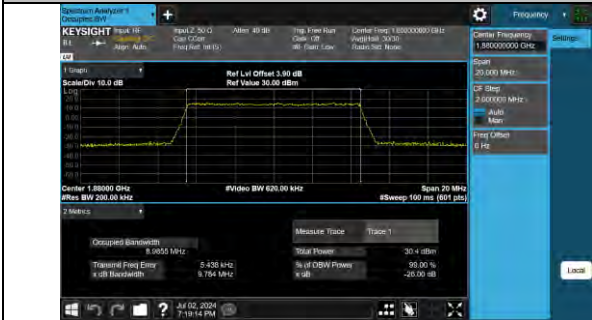 Spectrum Analyzer 1
Occupied BW
Frequency
KEYSIGHT Input: RF
Input Z: 50 Ω
Atten: 40 dB
Trig: Free Run
Center Freq: 1.880000000 GHz
Gate: Off
Avg|Hold: 30/30
RL
Align: Auto
Freq Ref: Int (S)
#IF Gain: Low
Radio Std: None
Center Frequency
1.880000000 GHz
Settings
Span
20.000 MHz
CF Step
2.000000 MHz
Auto
Man
Freq Offset
0 Hz
1 Graph
Scale/Div 10.0 dB
Ref Lvl Offset 3.90 dB
Ref Value 30.00 dBm
Log
Center 1.88000 GHz
#Video BW 620.00 kHz
Span 20 MHz
#Res BW 200.00 kHz
#Sweep 100 ms (601 pts)
2 Metrics
Measure Trace
Trace 1
Occupied Bandwidth
MHz
Total Power
30.4 dBm
Transmit Freq Error
5.438 kHz
% of OBW Power
99.00 %
x dB Bandwidth
9.784 MHz
x dB
-26.00 dB
Local
Jul 02, 2024
7:19:14 PM